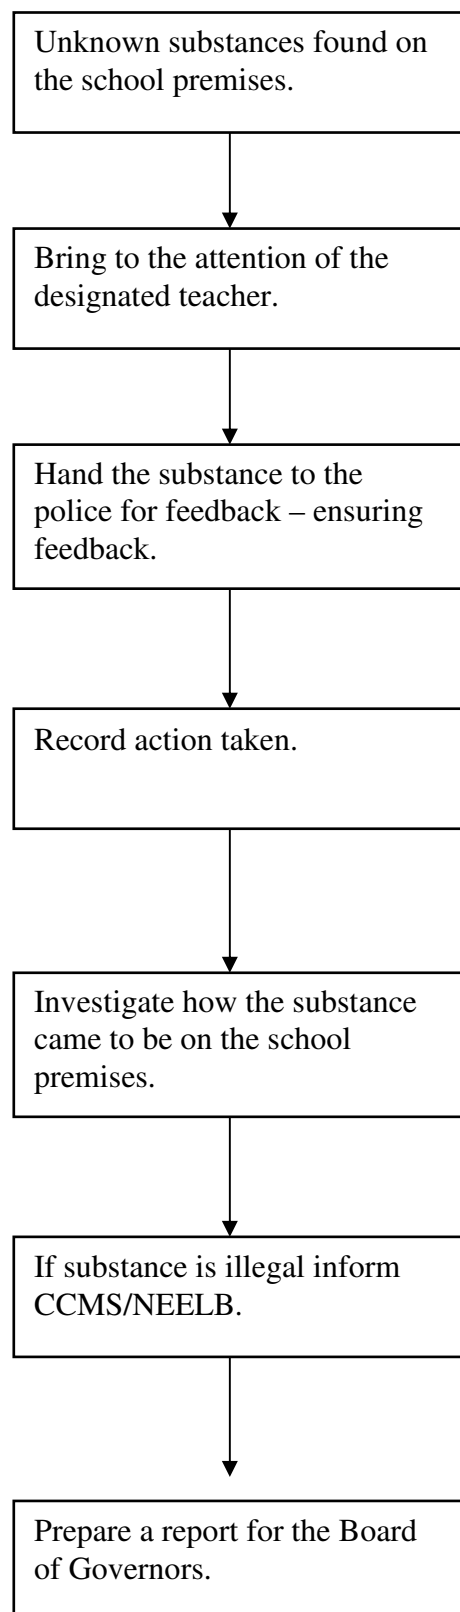 Unknown substances found on
the school premises.
Bring to the attention of the
designated teacher.
Hand the substance to the
police for feedback – ensuring
feedback.
Record action taken.
Investigate how the substance
came to be on the school
premises.
If substance is illegal inform
CCMS/NEELB.
Prepare a report for the Board
of Governors.